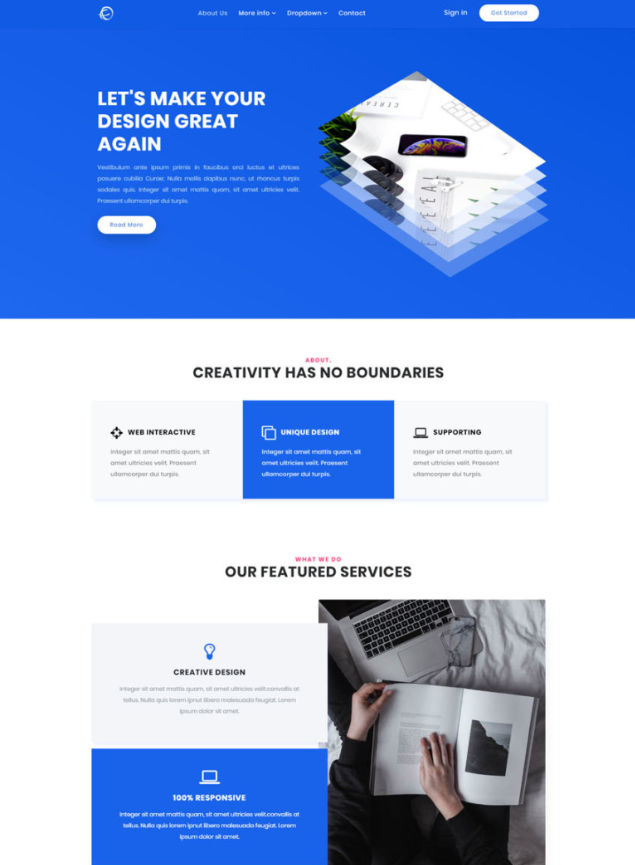 About Us More info Dropdown Contact Sign in Get Started
LET'S MAKE YOUR
DESIGN GREAT
AGAIN
Vestibulum ante ipsum primis in faucibus orci luctus et ultrices
posuere cubilia Curae; Nulla mollis dapibus nunc, ut rhoncus turpis
sodales quis. Integer sit amet mattis quam, sit amet ultricies velit.
Praesent ullamcorper dui turpis.
Read More
ABOUT.
CREATIVITY HAS NO BOUNDARIES
WEB INTERACTIVE
Integer sit amet mattis quam, sit
amet ultricies velit. Praesent
ullamcorper dui turpis.
UNIQUE DESIGN
Integer sit amet mattis quam, sit
amet ultricies velit. Praesent
ullamcorper dui turpis.
SUPPORTING
Integer sit amet mattis quam, sit
amet ultricies velit. Praesent
ullamcorper dui turpis.
WHAT WE DO
OUR FEATURED SERVICES
CREATIVE DESIGN
Integer sit amet mattis quam, sit amet ultricies velit.convallis at
tellus. Nulla quis lorem ipnut libero malesuada feugiat. Lorem
ipsum dolor sit amet.
100% RESPONSIVE
Integer sit amet mattis quam, sit amet ultricies velit.convallis at
tellus. Nulla quis lorem ipnut libero malesuada feugiat. Lorem
ipsum dolor sit amet.